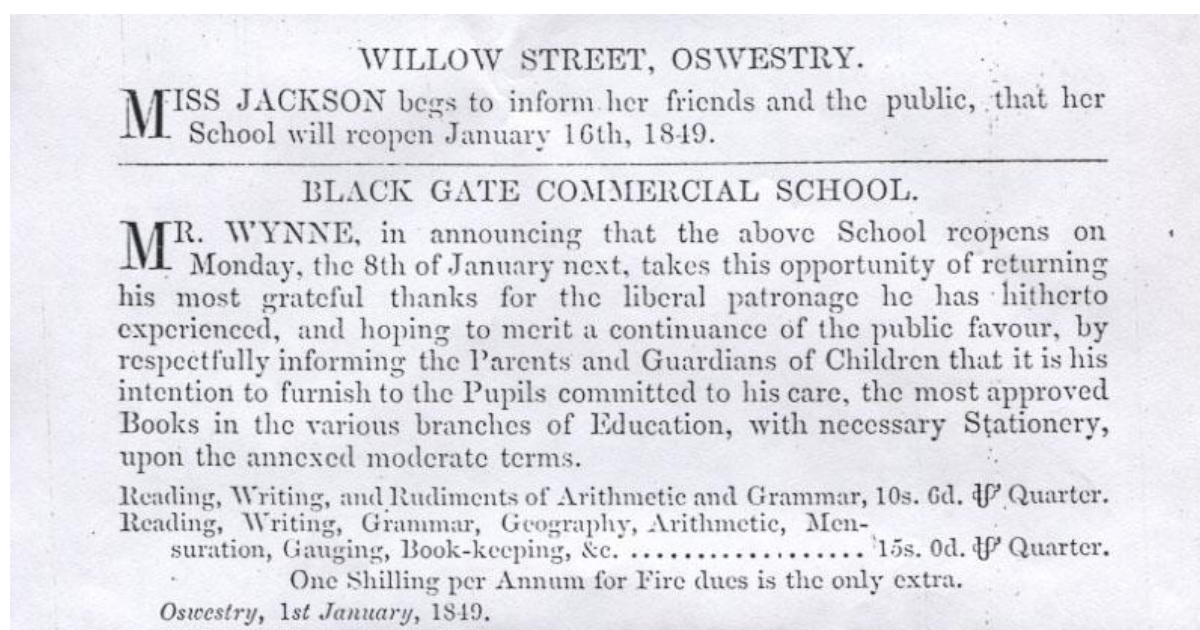 WILLOW STREET, OSWESTRY.
MISS JACKSON begs to inform her friends and the public, that her
School will reopen January 16th, 1849.
BLACK GATE COMMERCIAL SCHOOL.
MR. WYNNE, in announcing that the above School reopens on
Monday, the 8th of January next, takes this opportunity of returning
his most grateful thanks for the liberal patronage he has hitherto
experienced, and hoping to merit a continuance of the public favour, by
respectfully informing the Parents and Guardians of Children that it is his
intention to furnish to the Pupils committed to his care, the most approved
Books in the various branches of Education, with necessary Stationery,
upon the annexed moderate terms.
Reading, Writing, and Rudiments of Arithmetic and Grammar, 10s. 6d. ⅌ Quarter.
Reading, Writing, Grammar, Geography, Arithmetic, Men-
suration, Gauging, Book-keeping, &c. .................. 15s. 0d. ⅌ Quarter.
One Shilling per Annum for Fire dues is the only extra.
Oswestry, 1st January, 1849.